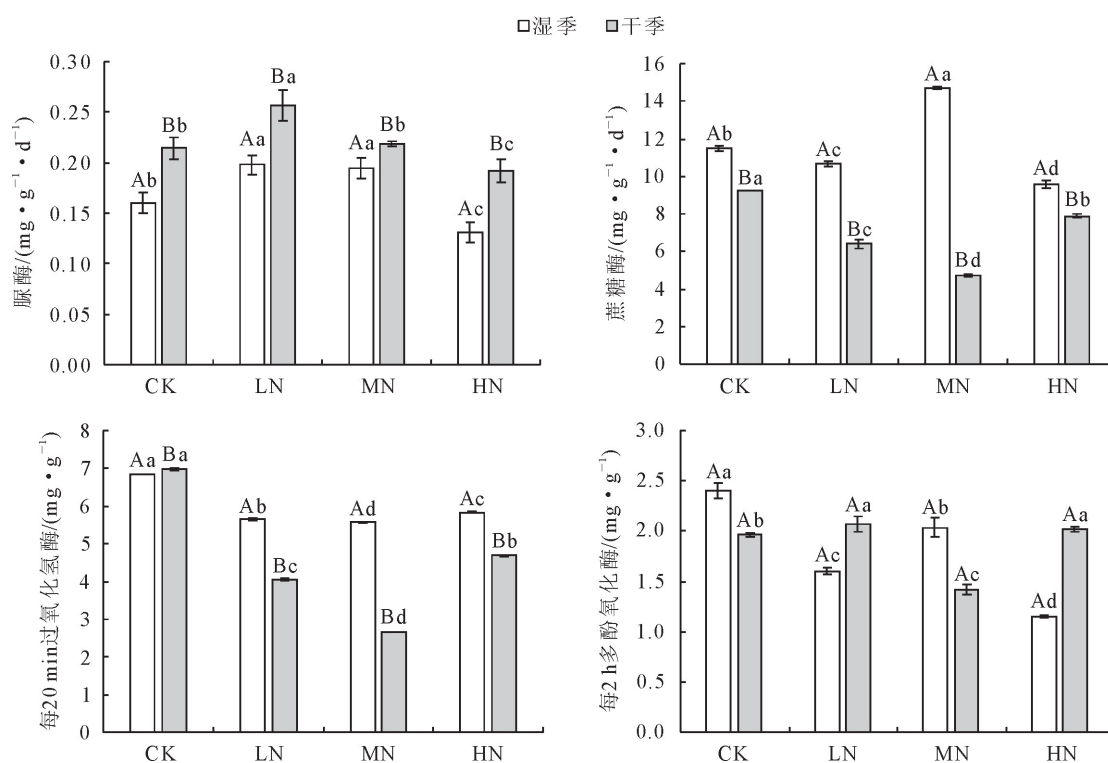 湿季 干季
脲酶/(mg·g⁻¹·d⁻¹)
0.30
0.25
0.20
0.15
0.10
0.05
0.00
Ab Bb Aa Ba Aa Bb Ac Bc
CK LN MN HN
蔗糖酶/(mg·g⁻¹·d⁻¹)
16
14
12
10
8
6
4
2
0
Ab Ba Ac Bc Aa Bd Ad Bb
CK LN MN HN
每20 min过氧化氢酶/(mg·g⁻¹)
8
7
6
5
4
3
2
1
0
Aa Ba Ab Bc Ad Bd Ac Bb
CK LN MN HN
每2 h多酚氧化酶/(mg·g⁻¹)
3.0
2.5
2.0
1.5
1.0
0.5
0.0
Aa Ab Ac Aa Ab Ac Ad Aa
CK LN MN HN